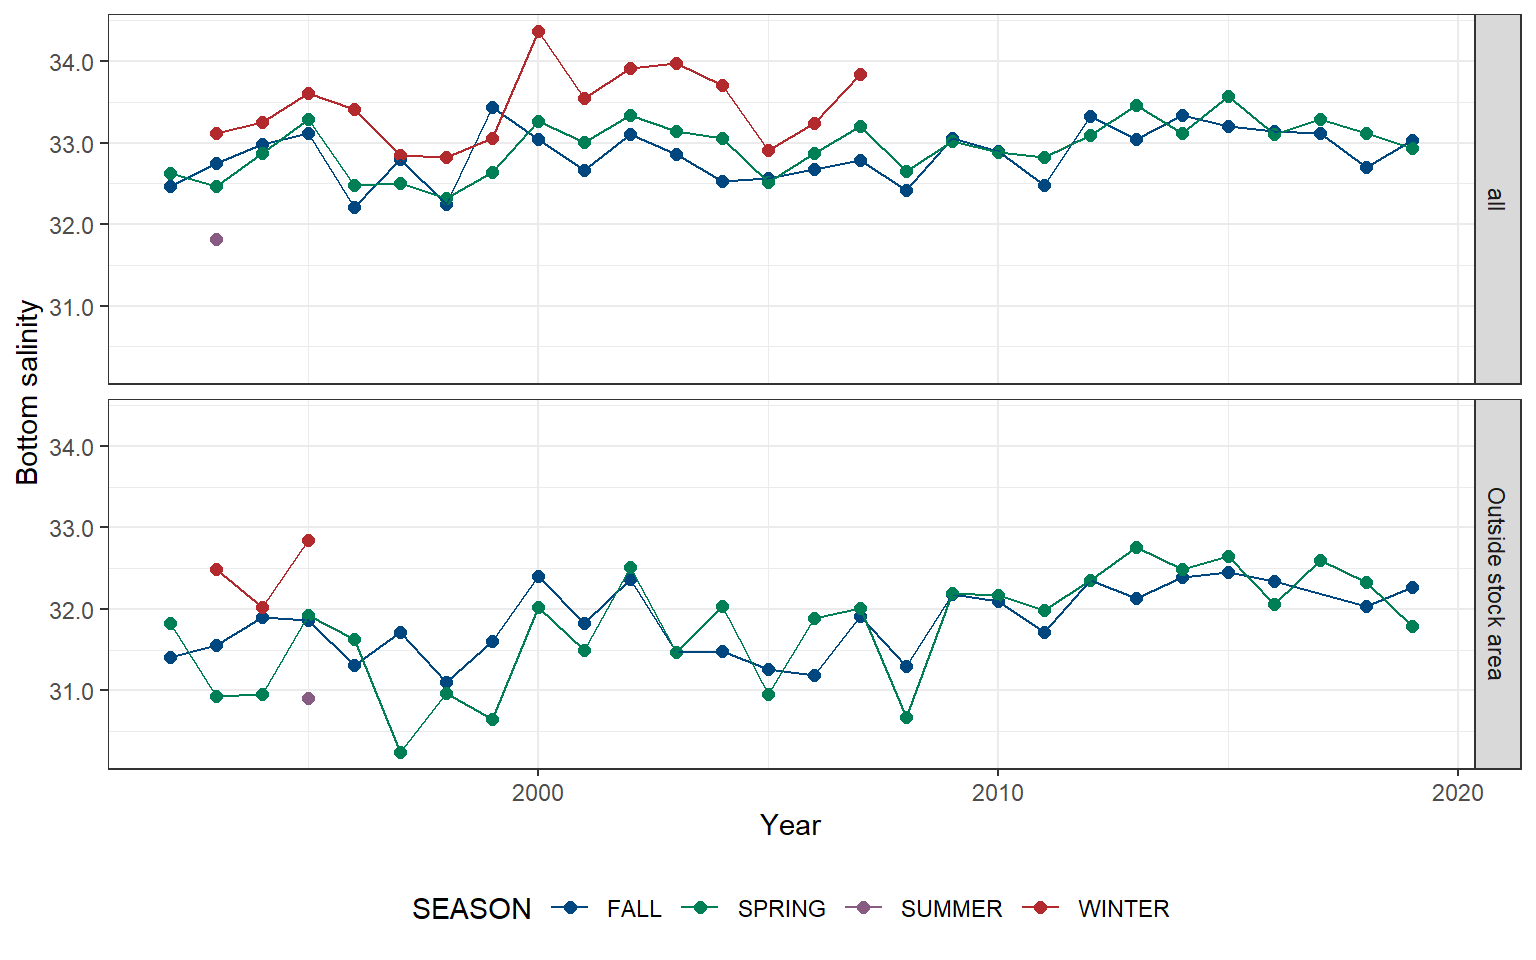 34.0
33.0
32.0
31.0
all
Bottom salinity
34.0
33.0
32.0
31.0
Outside stock area
2000 2010 2020
Year
SEASON FALL SPRING SUMMER WINTER